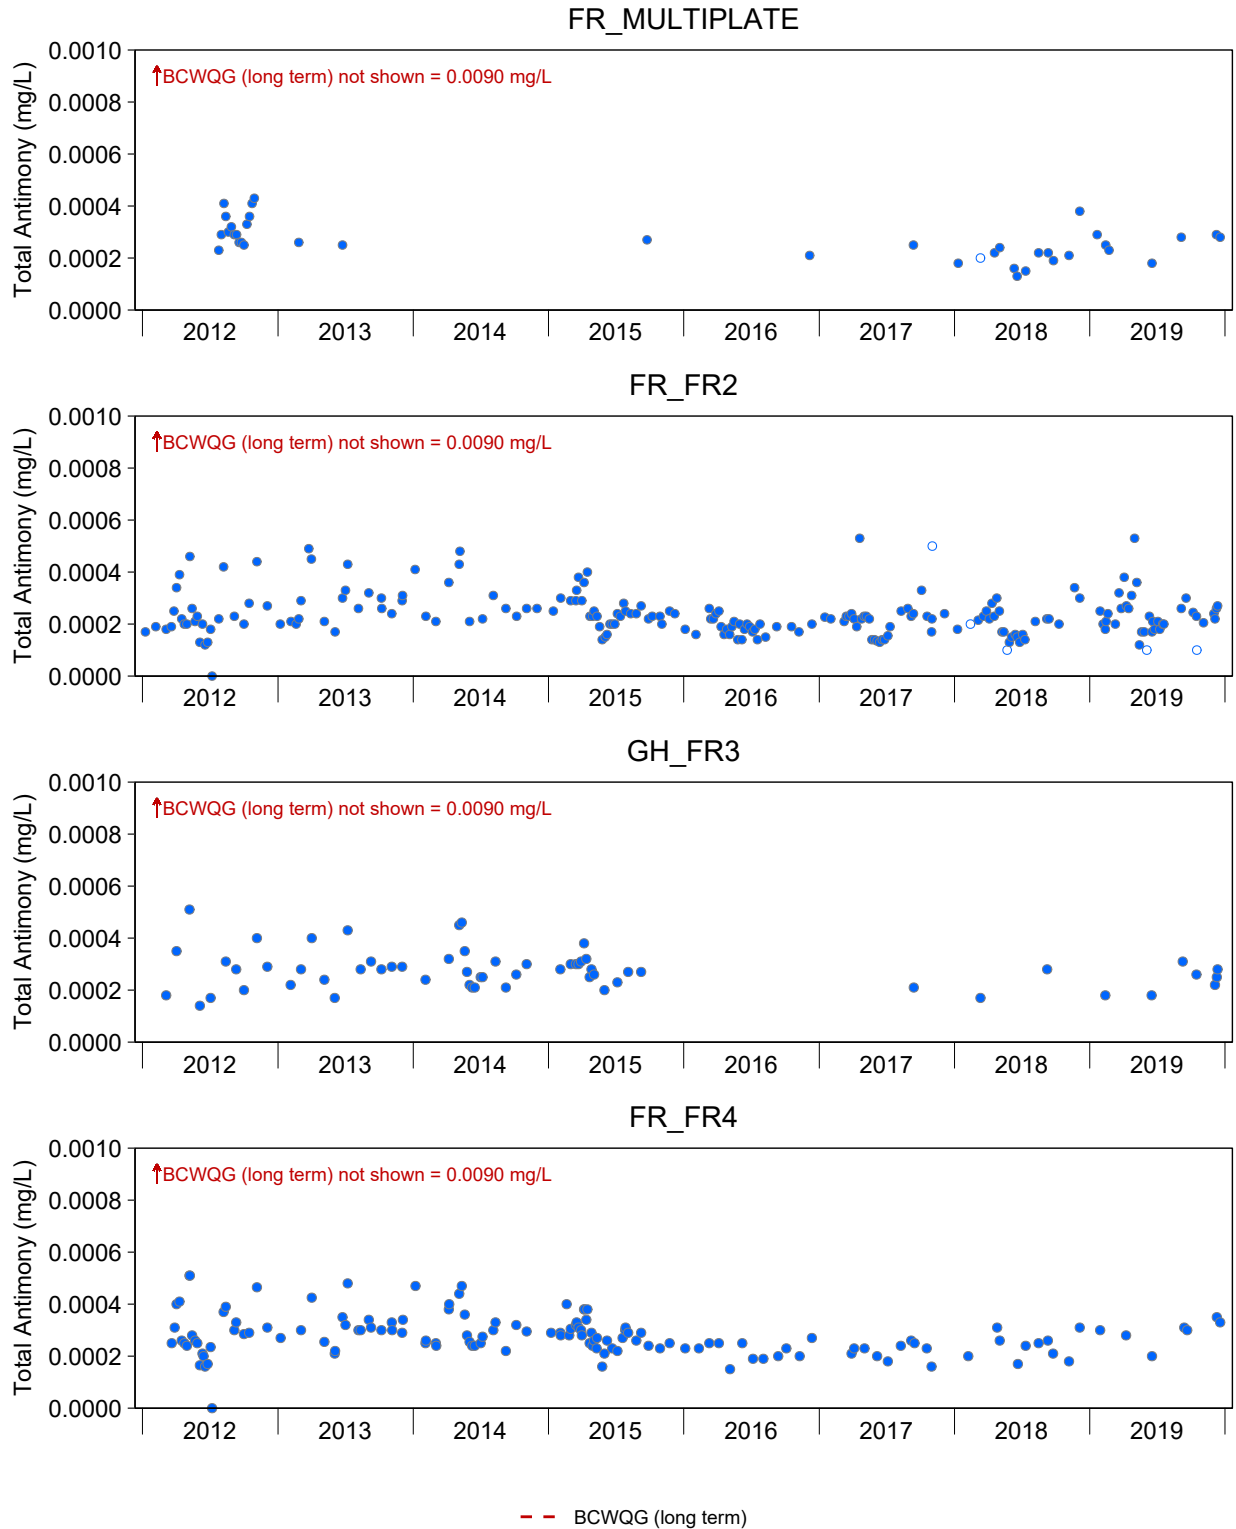 FR_MULTIPLATE
0.0010
BCWQG (long term) not shown = 0.0090 mg/L
0.0008
0.0006
0.0004
0.0002
0.0000
Total Antimony (mg/L)
2012 2013 2014 2015 2016 2017 2018 2019
FR_FR2
0.0010
BCWQG (long term) not shown = 0.0090 mg/L
0.0008
0.0006
0.0004
0.0002
0.0000
Total Antimony (mg/L)
2012 2013 2014 2015 2016 2017 2018 2019
GH_FR3
0.0010
BCWQG (long term) not shown = 0.0090 mg/L
0.0008
0.0006
0.0004
0.0002
0.0000
Total Antimony (mg/L)
2012 2013 2014 2015 2016 2017 2018 2019
FR_FR4
0.0010
BCWQG (long term) not shown = 0.0090 mg/L
0.0008
0.0006
0.0004
0.0002
0.0000
Total Antimony (mg/L)
2012 2013 2014 2015 2016 2017 2018 2019
BCWQG (long term)